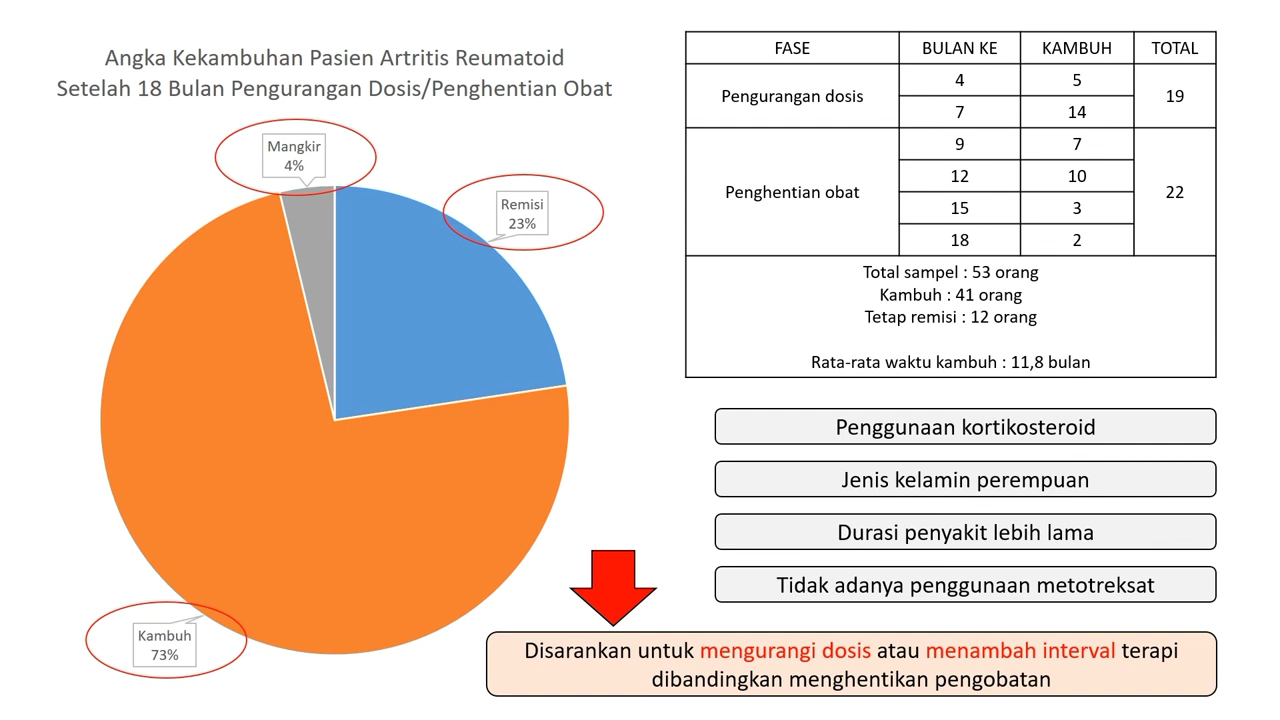 Angka Kekambuhan Pasien Artritis Reumatoid
Setelah 18 Bulan Pengurangan Dosis/Penghentian Obat
Mangkir
4%
Remisi
23%
Kambuh
73%
FASE BULAN KE KAMBUH TOTAL
Pengurangan dosis 4 5 19
7 14
Penghentian obat 9 7 22
12 10
15 3
18 2
Total sampel : 53 orang
Kambuh : 41 orang
Tetap remisi : 12 orang
Rata-rata waktu kambuh : 11,8 bulan
Penggunaan kortikosteroid
Jenis kelamin perempuan
Durasi penyakit lebih lama
Tidak adanya penggunaan metotreksat
Disarankan untuk mengurangi dosis atau menambah interval terapi
dibandingkan menghentikan pengobatan